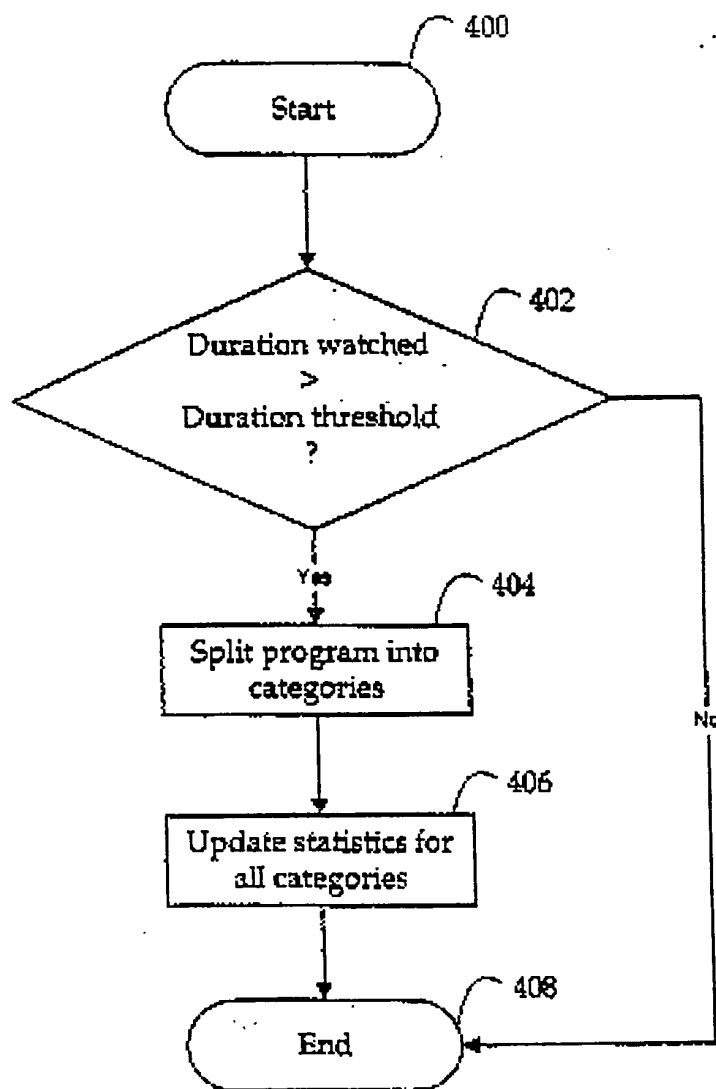 400
Start
402
Duration watched
>
Duration threshold
?
Yes
404
Split program into
categories
No
406
Update statistics for
all categories
408
End